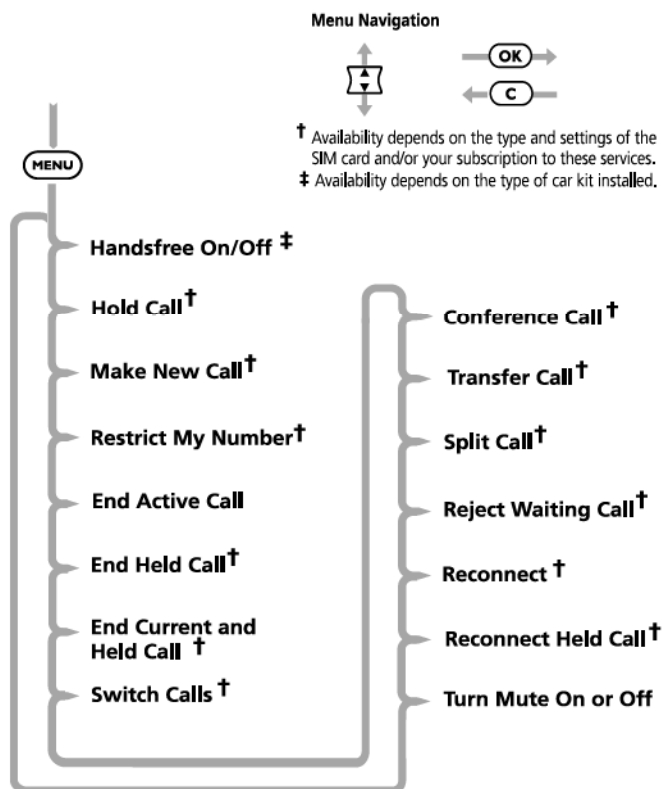 Menu Navigation
OK
C
† Availability depends on the type and settings of the
SIM card and/or your subscription to these services.
‡ Availability depends on the type of car kit installed.
MENU
Handsfree On/Off ‡
Hold Call †
Make New Call †
Restrict My Number †
End Active Call
End Held Call †
End Current and
Held Call †
Switch Calls †
Conference Call †
Transfer Call †
Split Call †
Reject Waiting Call †
Reconnect †
Reconnect Held Call †
Turn Mute On or Off